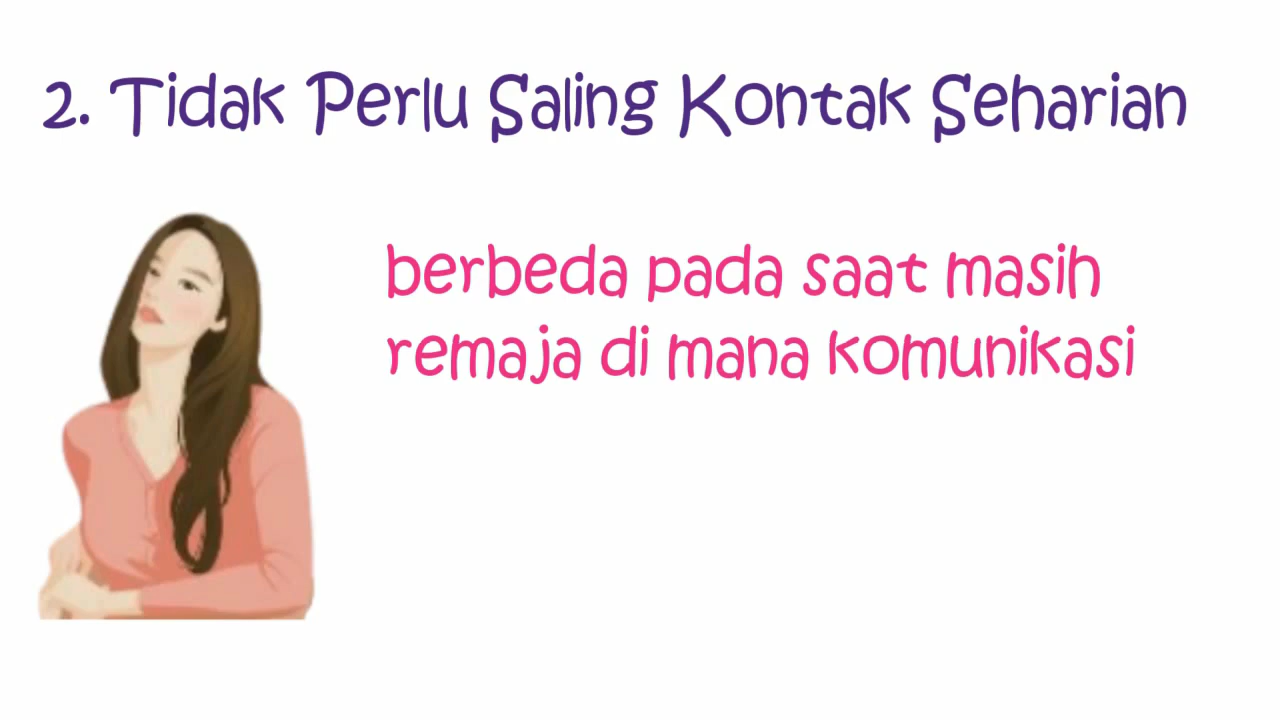 2. Tidak Perlu Saling Kontak Seharian
berbeda pada saat masih
remaja di mana komunikasi